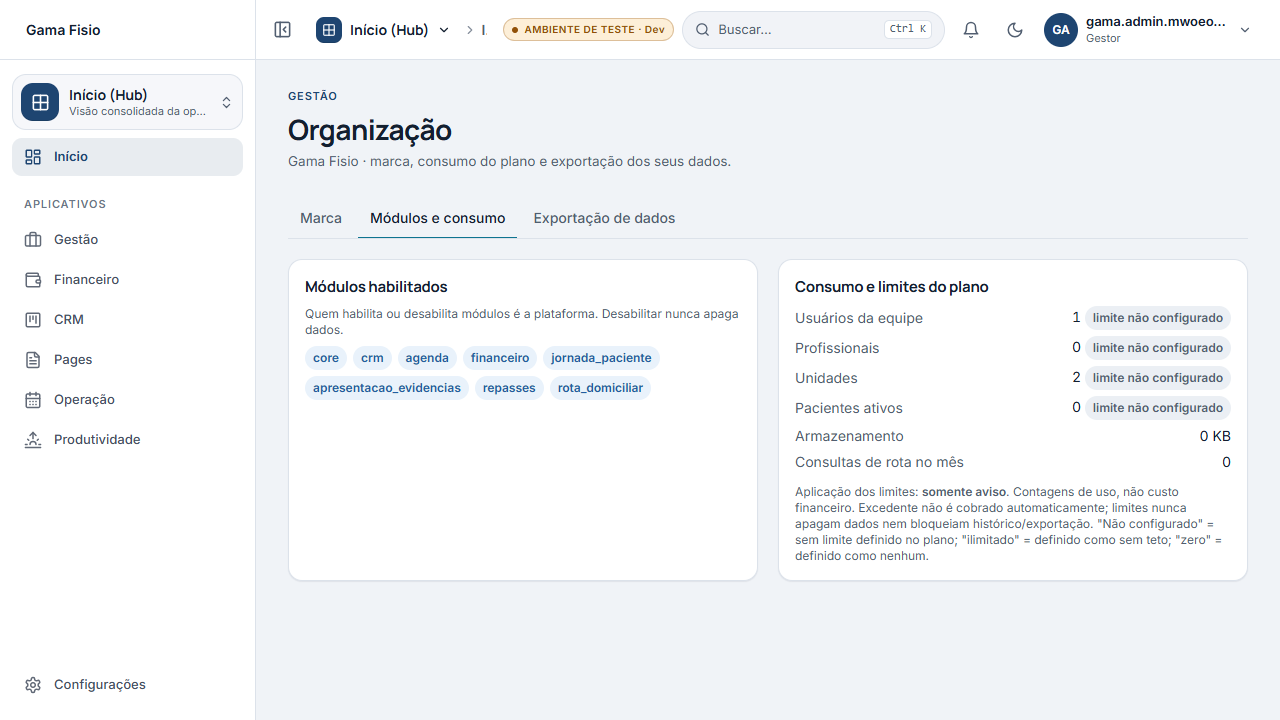 Gama Fisio
Início (Hub)
AMBIENTE DE TESTE · Dev
Buscar...
Ctrl K
GA
gama.admin.mwoeo...
Gestor
Início (Hub)
Visão consolidada da op...
Início
APLICATIVOS
Gestão
Financeiro
CRM
Pages
Operação
Produtividade
Configurações
GESTÃO
Organização
Gama Fisio · marca, consumo do plano e exportação dos seus dados.
Marca
Módulos e consumo
Exportação de dados
Módulos habilitados
Quem habilita ou desabilita módulos é a plataforma. Desabilitar nunca apaga
dados.
core crm agenda financeiro jornada_paciente
apresentacao_evidencias repasses rota_domiciliar
Consumo e limites do plano
Usuários da equipe 1 limite não configurado
Profissionais 0 limite não configurado
Unidades 2 limite não configurado
Pacientes ativos 0 limite não configurado
Armazenamento 0 KB
Consultas de rota no mês 0
Aplicação dos limites: somente aviso. Contagens de uso, não custo
financeiro. Excedente não é cobrado automaticamente; limites nunca
apagam dados nem bloqueiam histórico/exportação. "Não configurado" =
sem limite definido no plano; "ilimitado" = definido como sem teto; "zero" =
definido como nenhum.